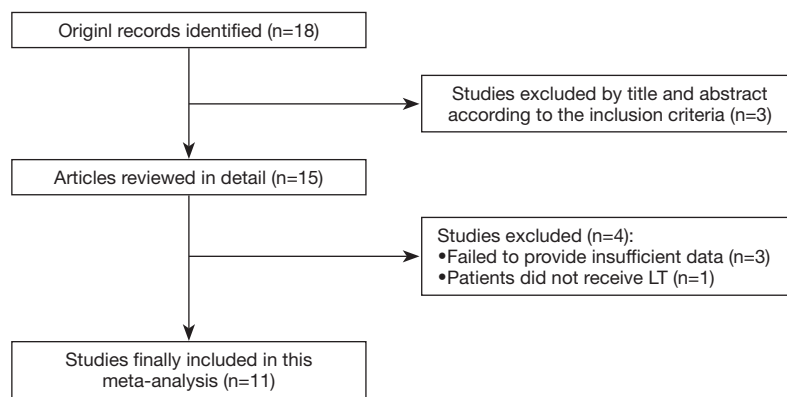 Originl records identified (n=18)
Studies excluded by title and abstract
according to the inclusion criteria (n=3)
Articles reviewed in detail (n=15)
Studies excluded (n=4):
•Failed to provide insufficient data (n=3)
•Patients did not receive LT (n=1)
Studies finally included in this
meta-analysis (n=11)